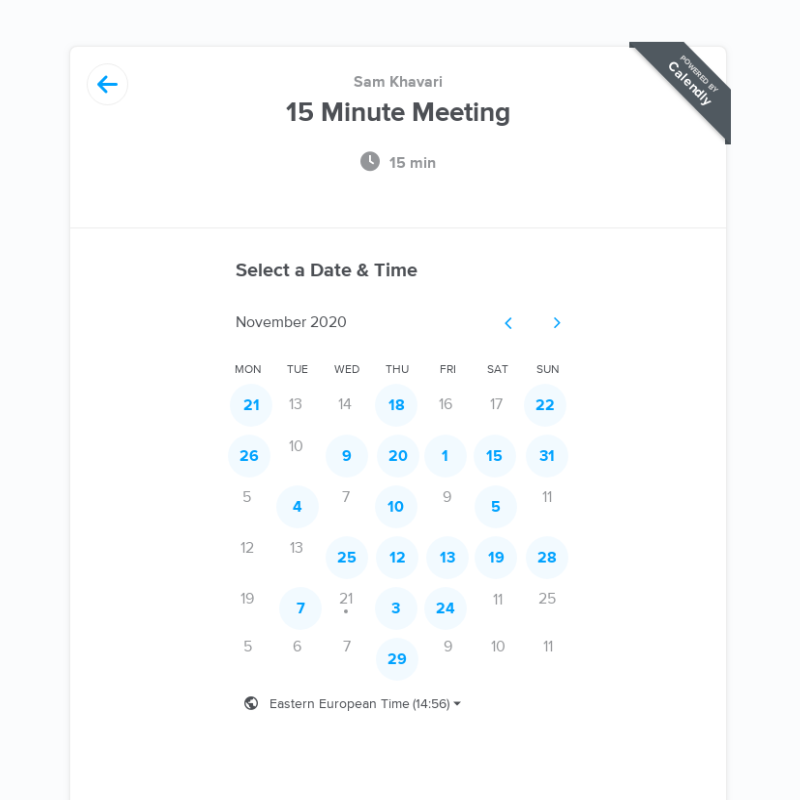 Sam Khavari
15 Minute Meeting
15 min
POWERED BY
Calendly
Select a Date & Time
November 2020
MON TUE WED THU FRI SAT SUN
21 13 14 18 16 17 22
26 10 9 20 1 15 31
5 4 7 10 9 5 11
12 13 25 12 13 19 28
19 7 21 3 24 11 25
5 6 7 29 9 10 11
Eastern European Time (14:56)